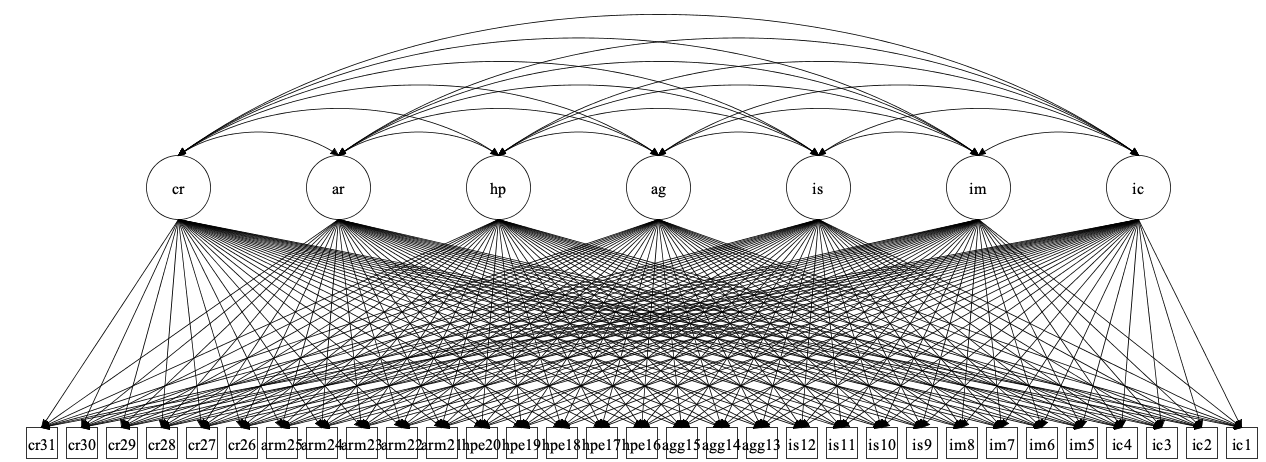 cr ar hp ag is im ic
cr31 cr30 cr29 cr28 cr27 cr26 arm25 arm24 arm23 arm22 arm21 hpe20 hpe19 hpe18 hpe17 hpe16 agg15 agg14 agg13 is12 is11 is10 is9 im8 im7 im6 im5 ic4 ic3 ic2 ic1